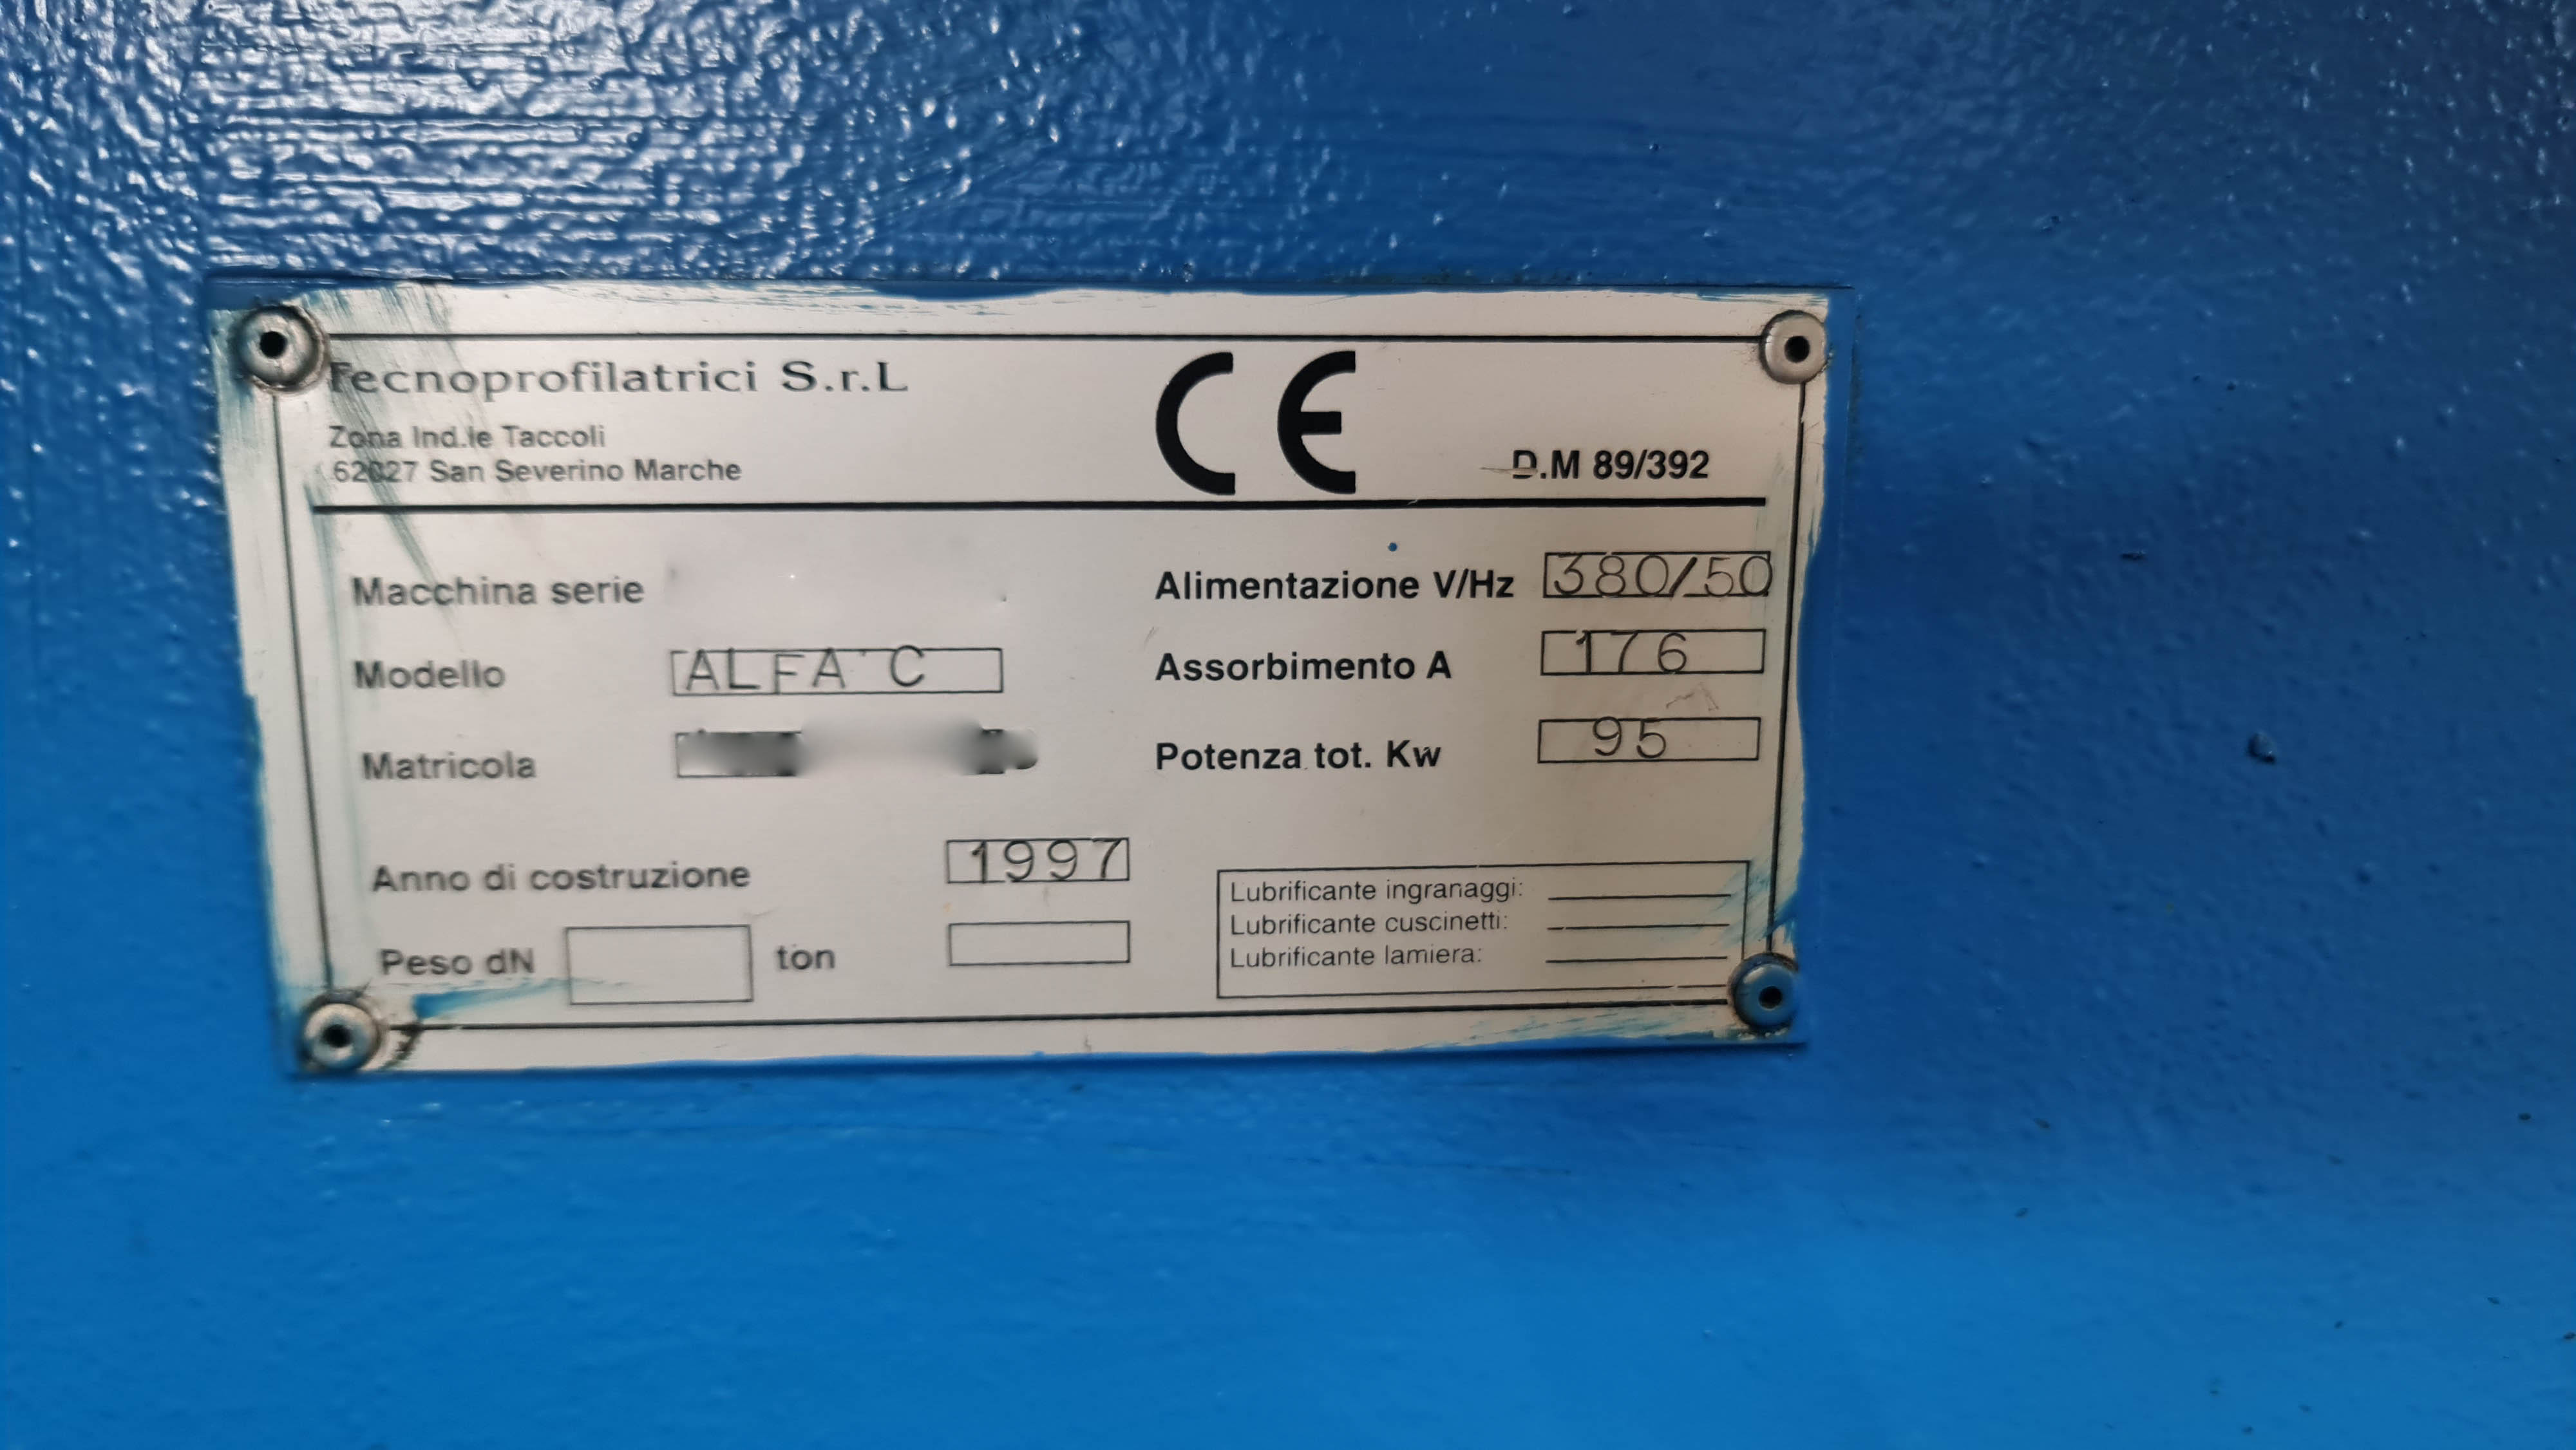 Tecnoprofilatrici S.r.L
Zona Ind.le Taccoli
62027 San Severino Marche
CE
D.M 89/392
Macchina serie
Modello ALFA C
Matricola
Anno di costruzione 1997
Peso dN ton
Alimentazione V/Hz 380/50
Assorbimento A 176
Potenza tot. Kw 95
Lubrificante ingranaggi:
Lubrificante cuscinetti:
Lubrificante lamiera: